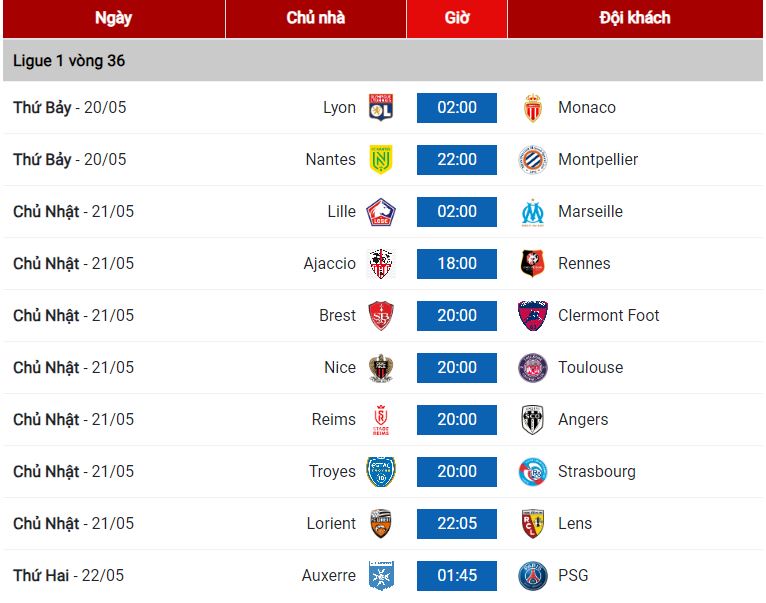 Ngày Chủ nhà Giờ Đội khách
Ligue 1 vòng 36
Thứ Bảy - 20/05 Lyon 02:00 Monaco
Thứ Bảy - 20/05 Nantes 22:00 Montpellier
Chủ Nhật - 21/05 Lille 02:00 Marseille
Chủ Nhật - 21/05 Ajaccio 18:00 Rennes
Chủ Nhật - 21/05 Brest 20:00 Clermont Foot
Chủ Nhật - 21/05 Nice 20:00 Toulouse
Chủ Nhật - 21/05 Reims 20:00 Angers
Chủ Nhật - 21/05 Troyes 20:00 Strasbourg
Chủ Nhật - 21/05 Lorient 22:05 Lens
Thứ Hai - 22/05 Auxerre 01:45 PSG